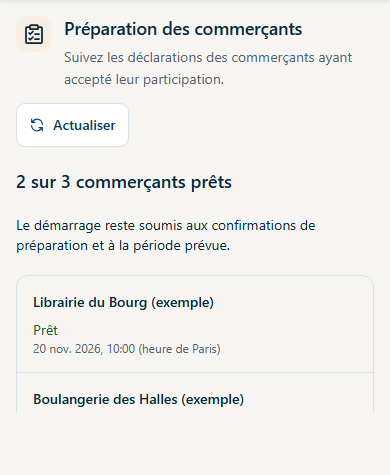 Préparation des commerçants
Suivez les déclarations des commerçants ayant
accepté leur participation.
Actualiser
2 sur 3 commerçants prêts
Le démarrage reste soumis aux confirmations de
préparation et à la période prévue.
Librairie du Bourg (exemple)
Prêt
20 nov. 2026, 10:00 (heure de Paris)
Boulangerie des Halles (exemple)